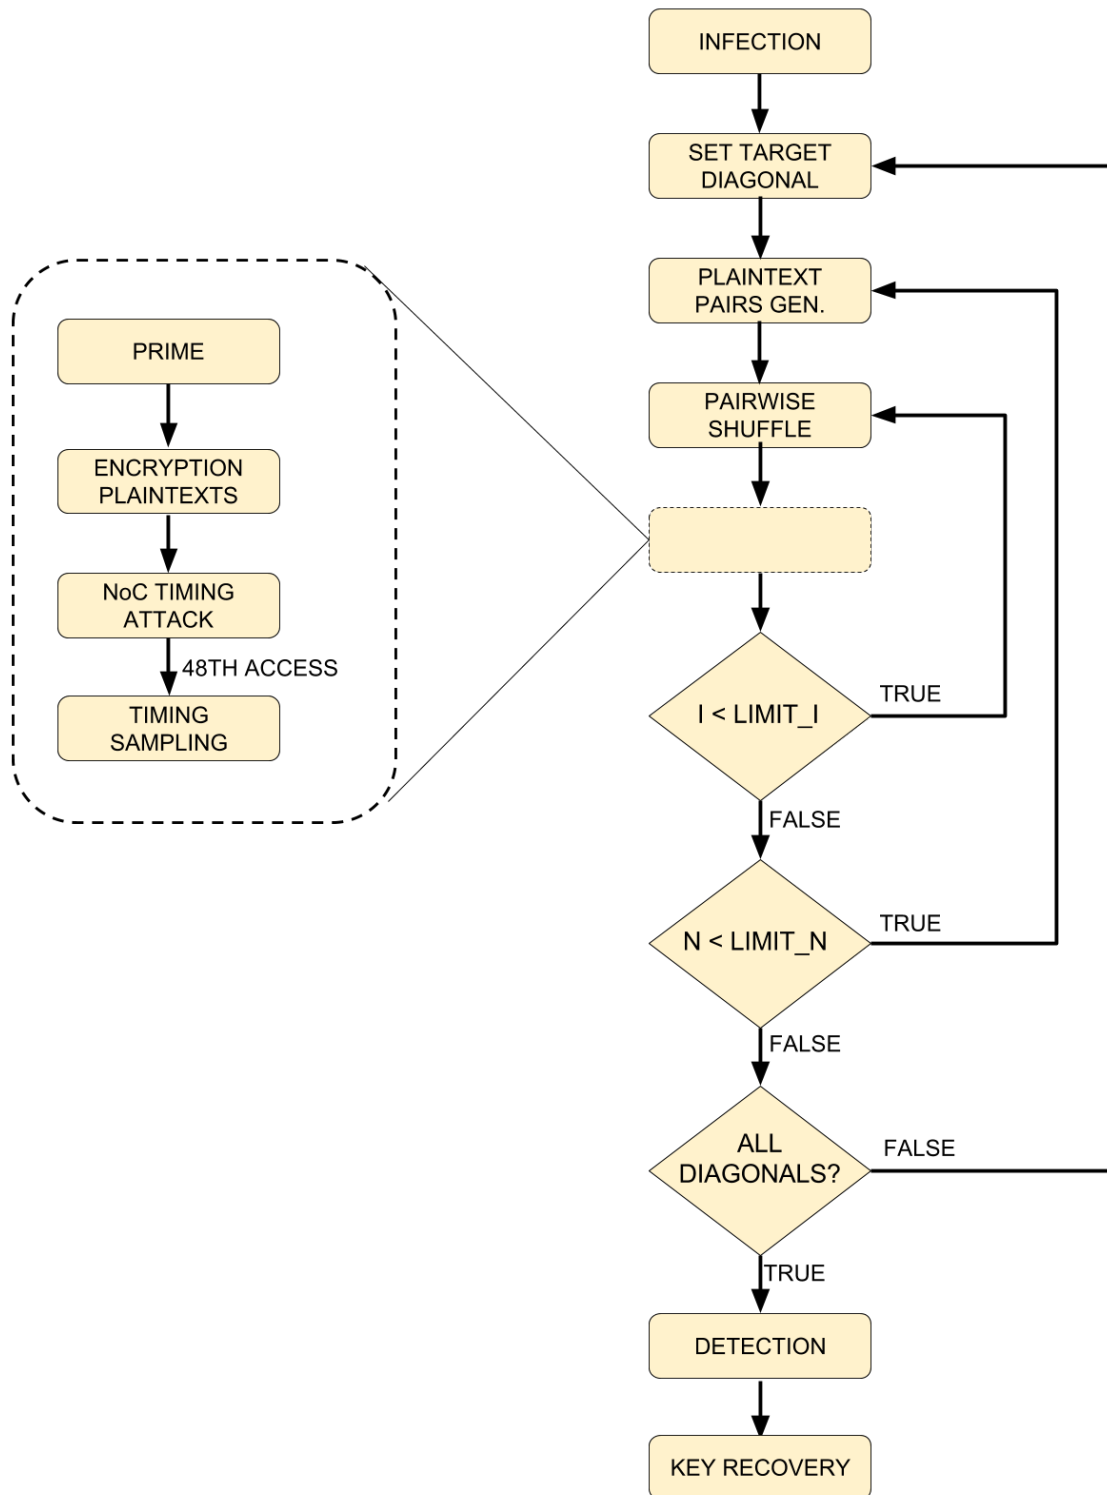 INFECTION
SET TARGET
DIAGONAL
PLAINTEXT
PAIRS GEN.
PAIRWISE
SHUFFLE
PRIME
ENCRYPTION
PLAINTEXTS
NoC TIMING
ATTACK
48TH ACCESS
TIMING
SAMPLING
I < LIMIT_I
TRUE
FALSE
N < LIMIT_N
TRUE
FALSE
ALL
DIAGONALS?
FALSE
TRUE
DETECTION
KEY RECOVERY